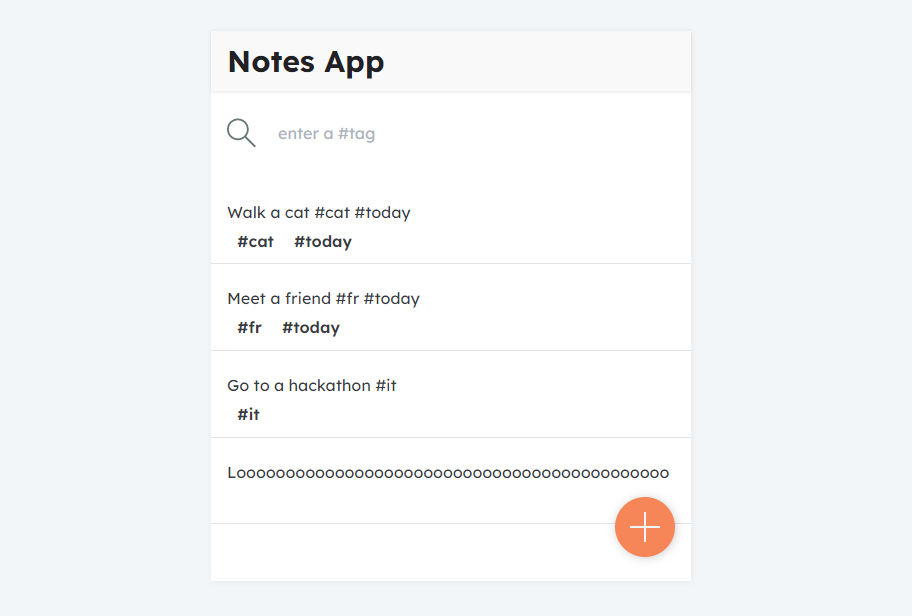 Notes App
enter a #tag
Walk a cat #cat #today
#cat #today
Meet a friend #fr #today
#fr #today
Go to a hackathon #it
#it
Looooooooooooooooooooooooooooooooooooooooooooo